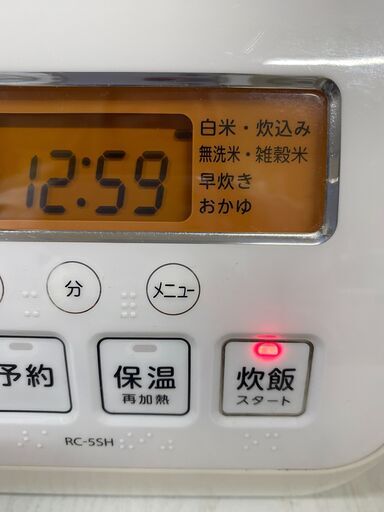 白米・炊込み
無洗米・雑穀米
早炊き
おかゆ
12:59
分
メニュー
予約
保温
再加熱
炊飯
スタート
RC-5SH